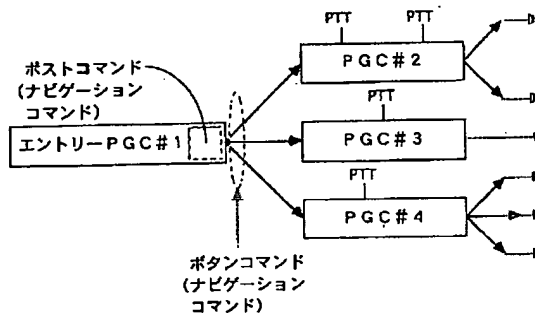 PTT
PTT
PGC#2
ポストコマンド
(ナビゲーション
コマンド)
PTT
エントリーPGC#1
PGC#3
PTT
PGC#4
ボタンコマンド
(ナビゲーション
コマンド)